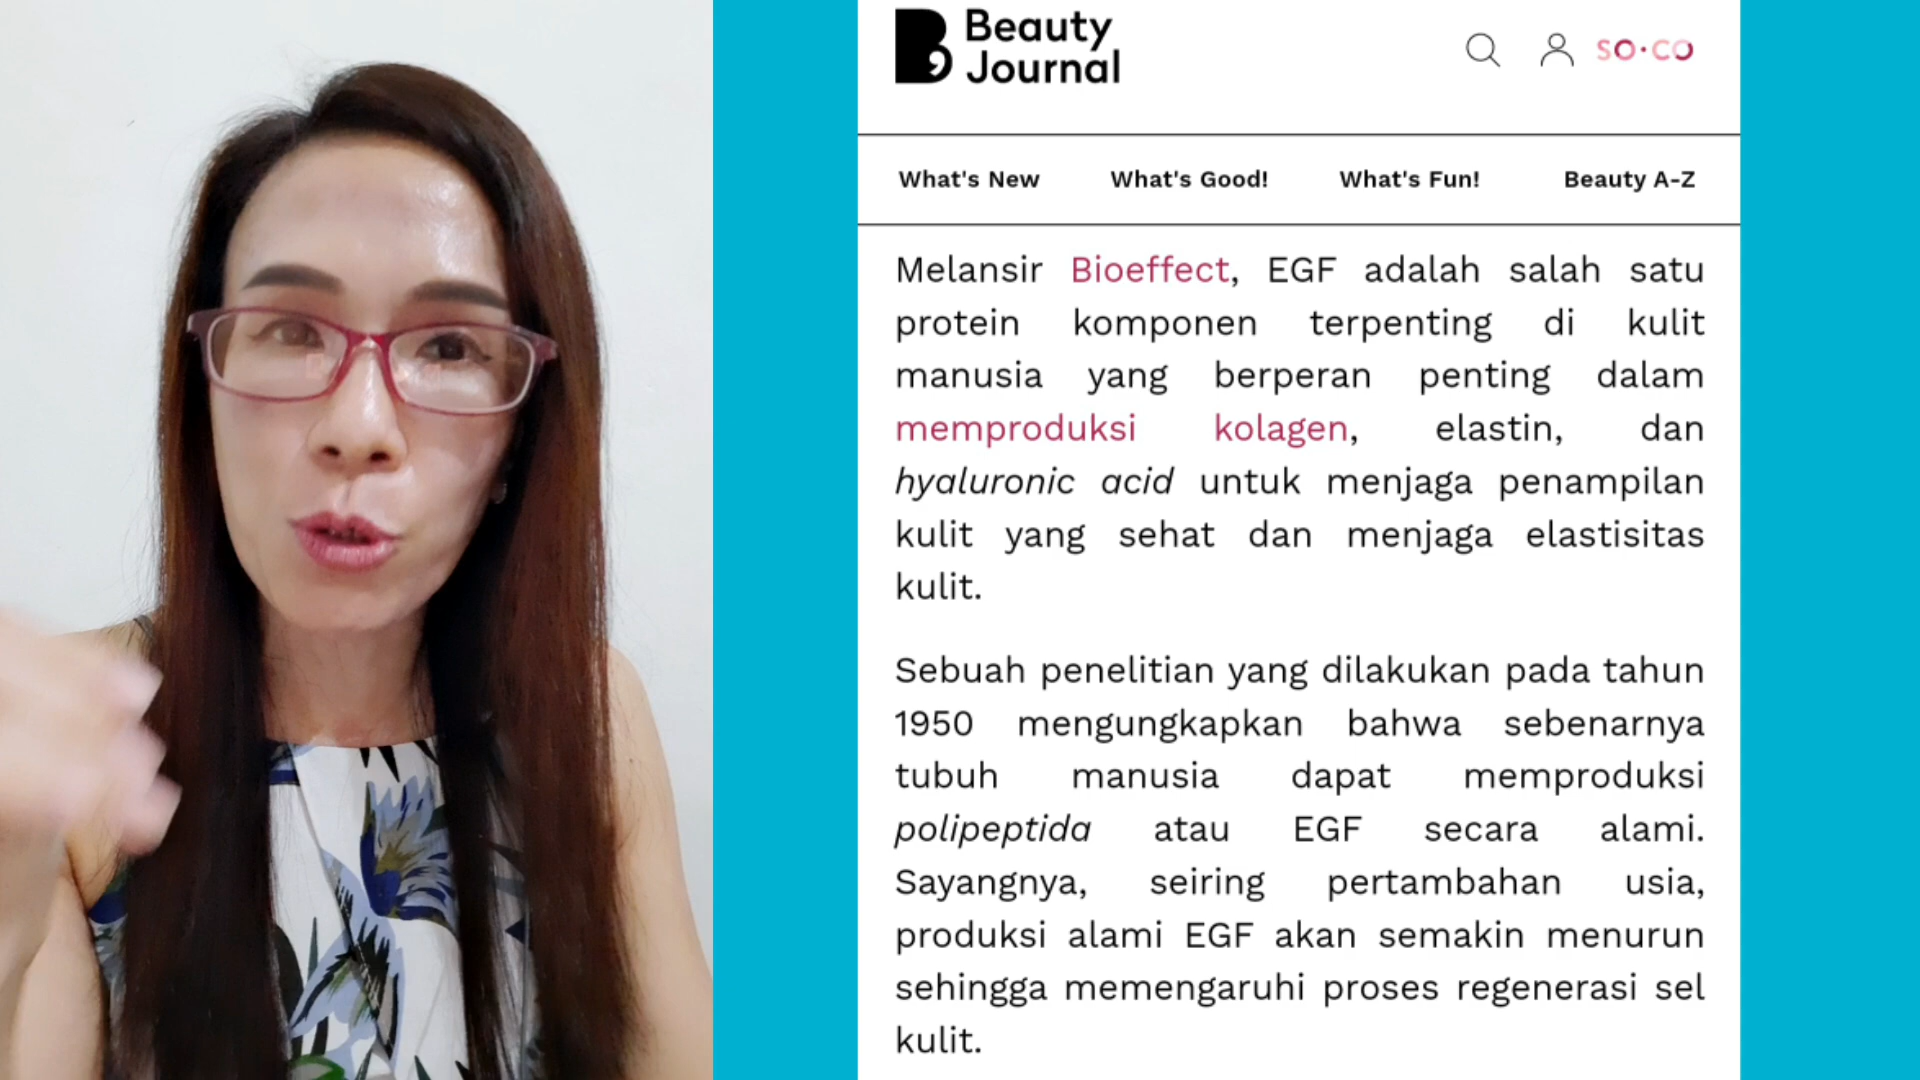 Beauty
Journal
SO·CO
What's New What's Good! What's Fun! Beauty A-Z
Melansir Bioeffect, EGF adalah salah satu
protein komponen terpenting di kulit
manusia yang berperan penting dalam
memproduksi kolagen, elastin, dan
hyaluronic acid untuk menjaga penampilan
kulit yang sehat dan menjaga elastisitas
kulit.
Sebuah penelitian yang dilakukan pada tahun
1950 mengungkapkan bahwa sebenarnya
tubuh manusia dapat memproduksi
polipeptida atau EGF secara alami.
Sayangnya, seiring pertambahan usia,
produksi alami EGF akan semakin menurun
sehingga memengaruhi proses regenerasi sel
kulit.